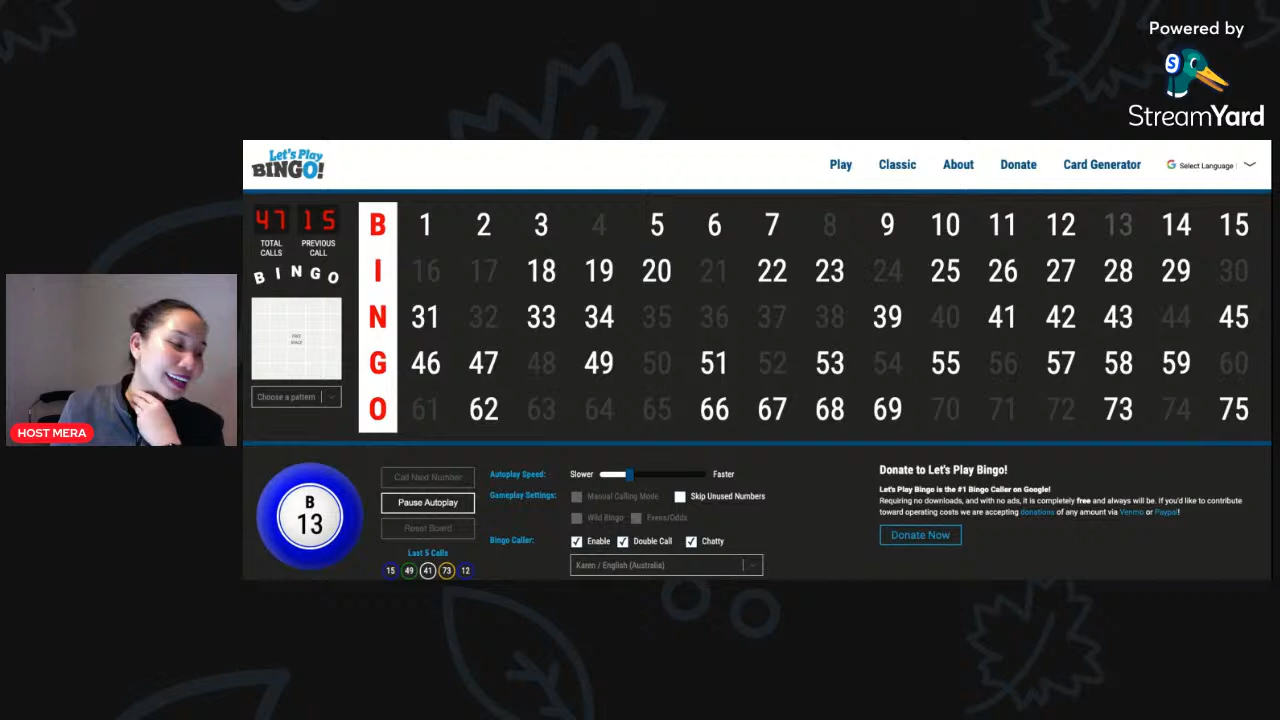 Powered by
S
StreamYard
Let's Play
BINGO!
Play Classic About Donate Card Generator G Select Language
47 15
TOTAL CALLS PREVIOUS CALL
BINGO
FREE SPACE
Choose a pattern
B 1 2 3 4 5 6 7 8 9 10 11 12 13 14 15
I 16 17 18 19 20 21 22 23 24 25 26 27 28 29 30
N 31 32 33 34 35 36 37 38 39 40 41 42 43 44 45
G 46 47 48 49 50 51 52 53 54 55 56 57 58 59 60
O 61 62 63 64 65 66 67 68 69 70 71 72 73 74 75
HOST MERA
B
13
Call Next Number
Pause Autoplay
Reset Board
Last 5 Calls
15 49 41 73 12
Autoplay Speed: Slower Faster
Gameplay Settings: Manual Calling Mode Skip Unused Numbers
Wild Bingo Evens/Odds
Bingo Caller: Enable Double Call Chatty
Karen / English (Australia)
Donate to Let's Play Bingo!
Let's Play Bingo is the #1 Bingo Caller on Google!
Requiring no downloads, and with no ads, it is completely free and always will be. If you'd like to contribute
toward operating costs we are accepting donations of any amount via Venmo or Paypal!
Donate Now